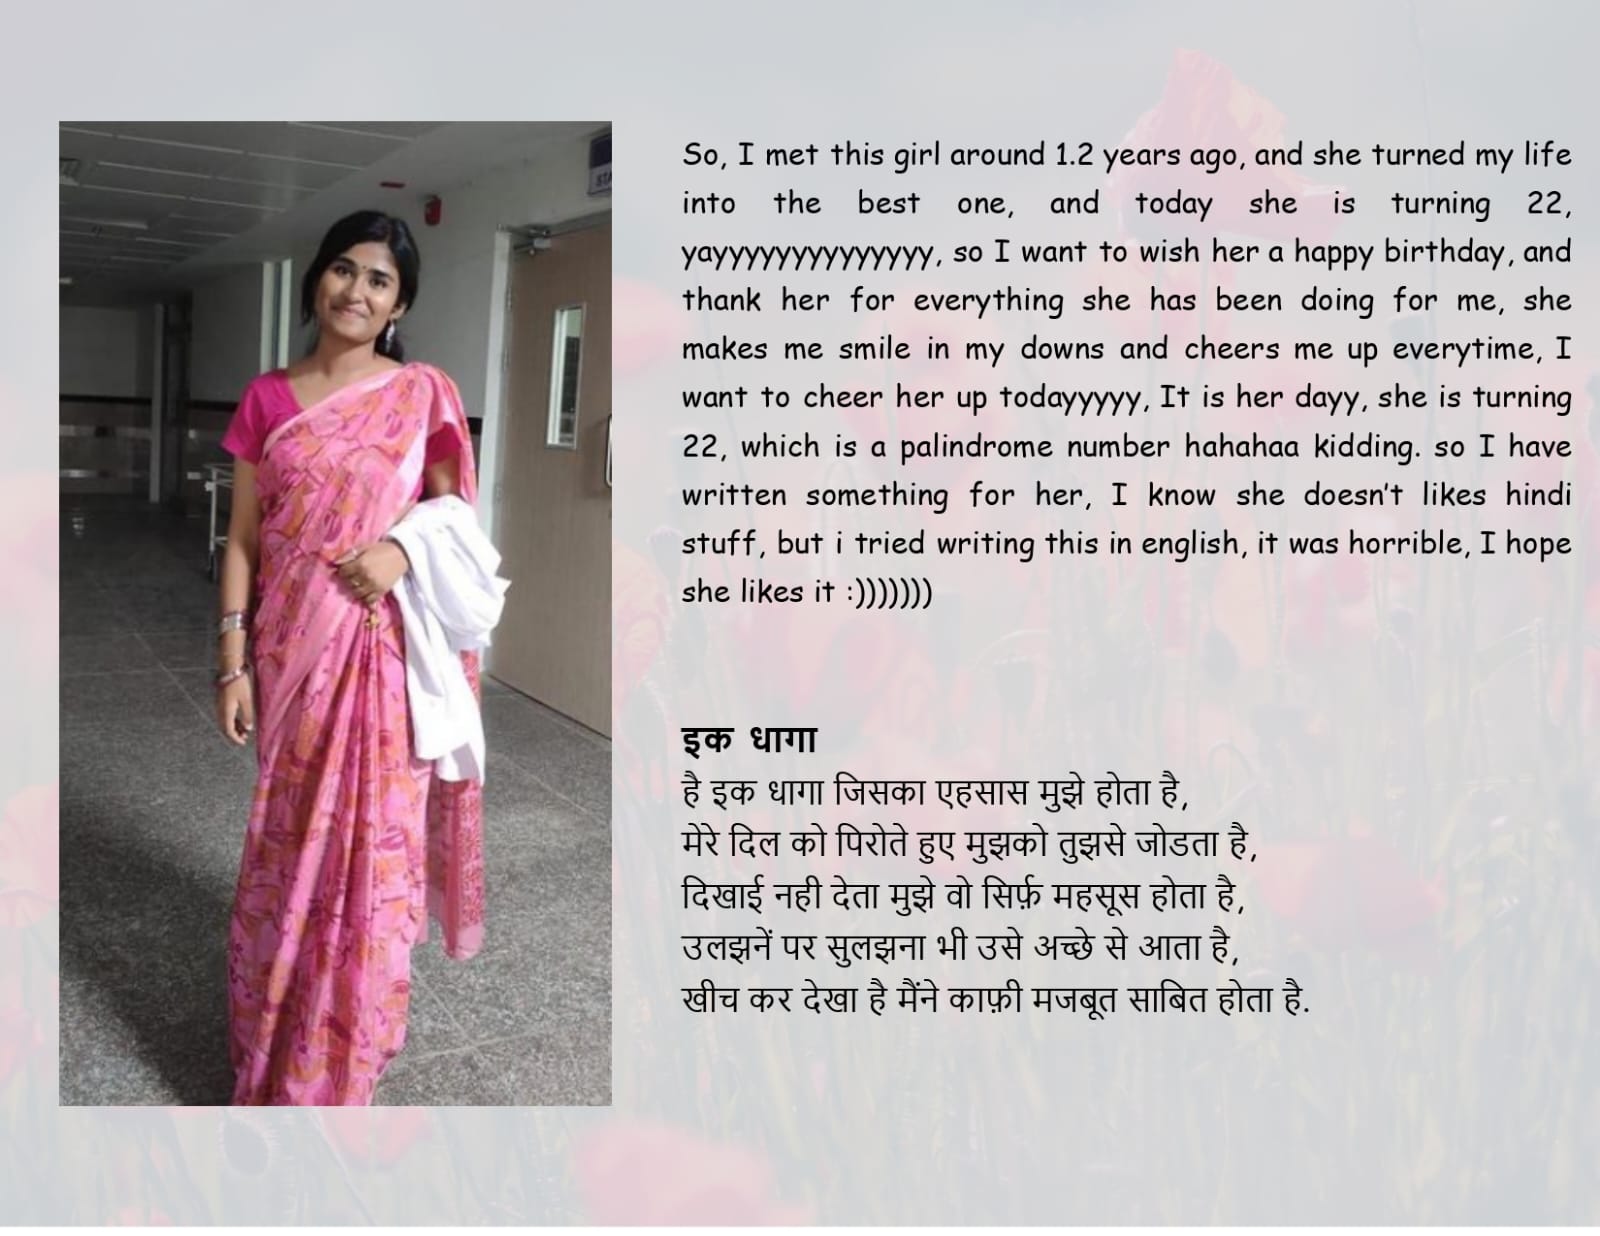 STA
So, I met this girl around 1.2 years ago, and she turned my life
into the best one, and today she is turning 22,
yayyyyyyyyyyyyyyy, so I want to wish her a happy birthday, and
thank her for everything she has been doing for me, she
makes me smile in my downs and cheers me up everytime, I
want to cheer her up todayyyyy, It is her dayy, she is turning
22, which is a palindrome number hahahaa kidding. so I have
written something for her, I know she doesn't likes hindi
stuff, but i tried writing this in english, it was horrible, I hope
she likes it :)))))))
इक धागा
है इक धागा जिसका एहसास मुझे होता है,
मेरे दिल को पिरोते हुए मुझको तुझसे जोडता है,
दिखाई नही देता मुझे वो सिर्फ़ महसूस होता है,
उलझनें पर सुलझना भी उसे अच्छे से आता है,
खीच कर देखा है मैंने काफ़ी मजबूत साबित होता है.